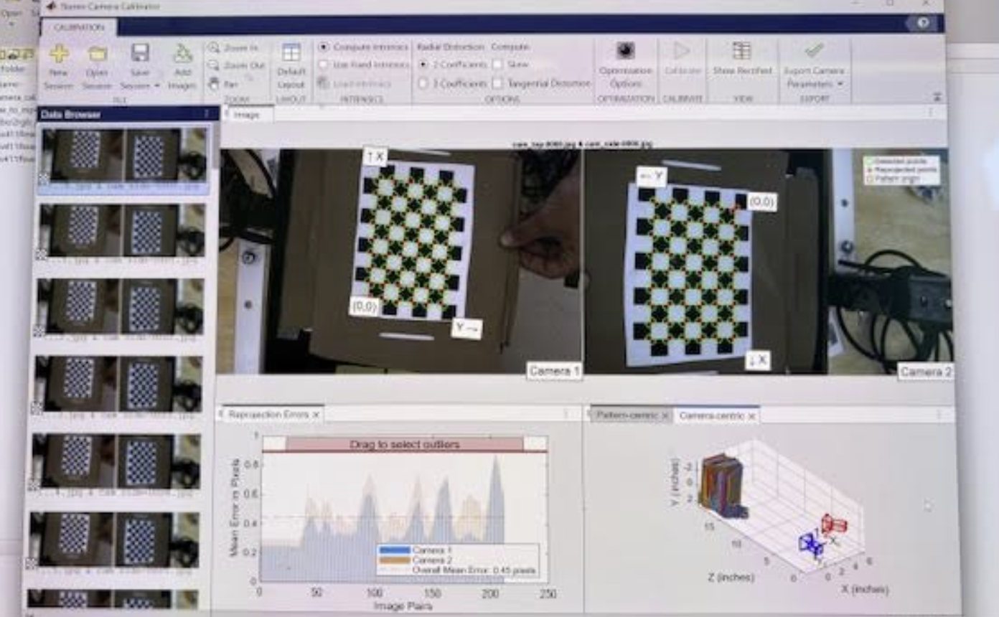 Stereo Camera Calibrator
CALIBRATION
New Session
Open Session
Save Session
Add Images
FILE
Zoom In
Zoom Out
Pan
ZOOM
Default Layout
LAYOUT
Compute Intrinsics
Use Fixed Intrinsics
Load Intrinsics
INTRINSICS
Radial Distortion Compute
2 Coefficients Skew
3 Coefficients Tangential Distortion
OPTIONS
Optimization Options
OPTIMIZATION
Calibrate
CALIBRATE
Show Rectified
VIEW
Export Camera Parameters
EXPORT
Data Browser
Image
↑ X
(0,0)
Y →
Camera 1
← Y
(0,0)
↓ X
Camera 2
Detected points
Reprojected points
Pattern origin
Reprojection Errors
Drag to select outliers
Mean Error in Pixels
1
0.8
0.6
0.4
0.2
0
Camera 1
Camera 2
Overall Mean Error: 0.45 pixels
0 50 100 150 200 250
Image Pairs
Pattern-centric
Camera-centric
Y (inches)
-2
0
2
15
10
5
0
Z (inches)
0 2 4 6
X (inches)